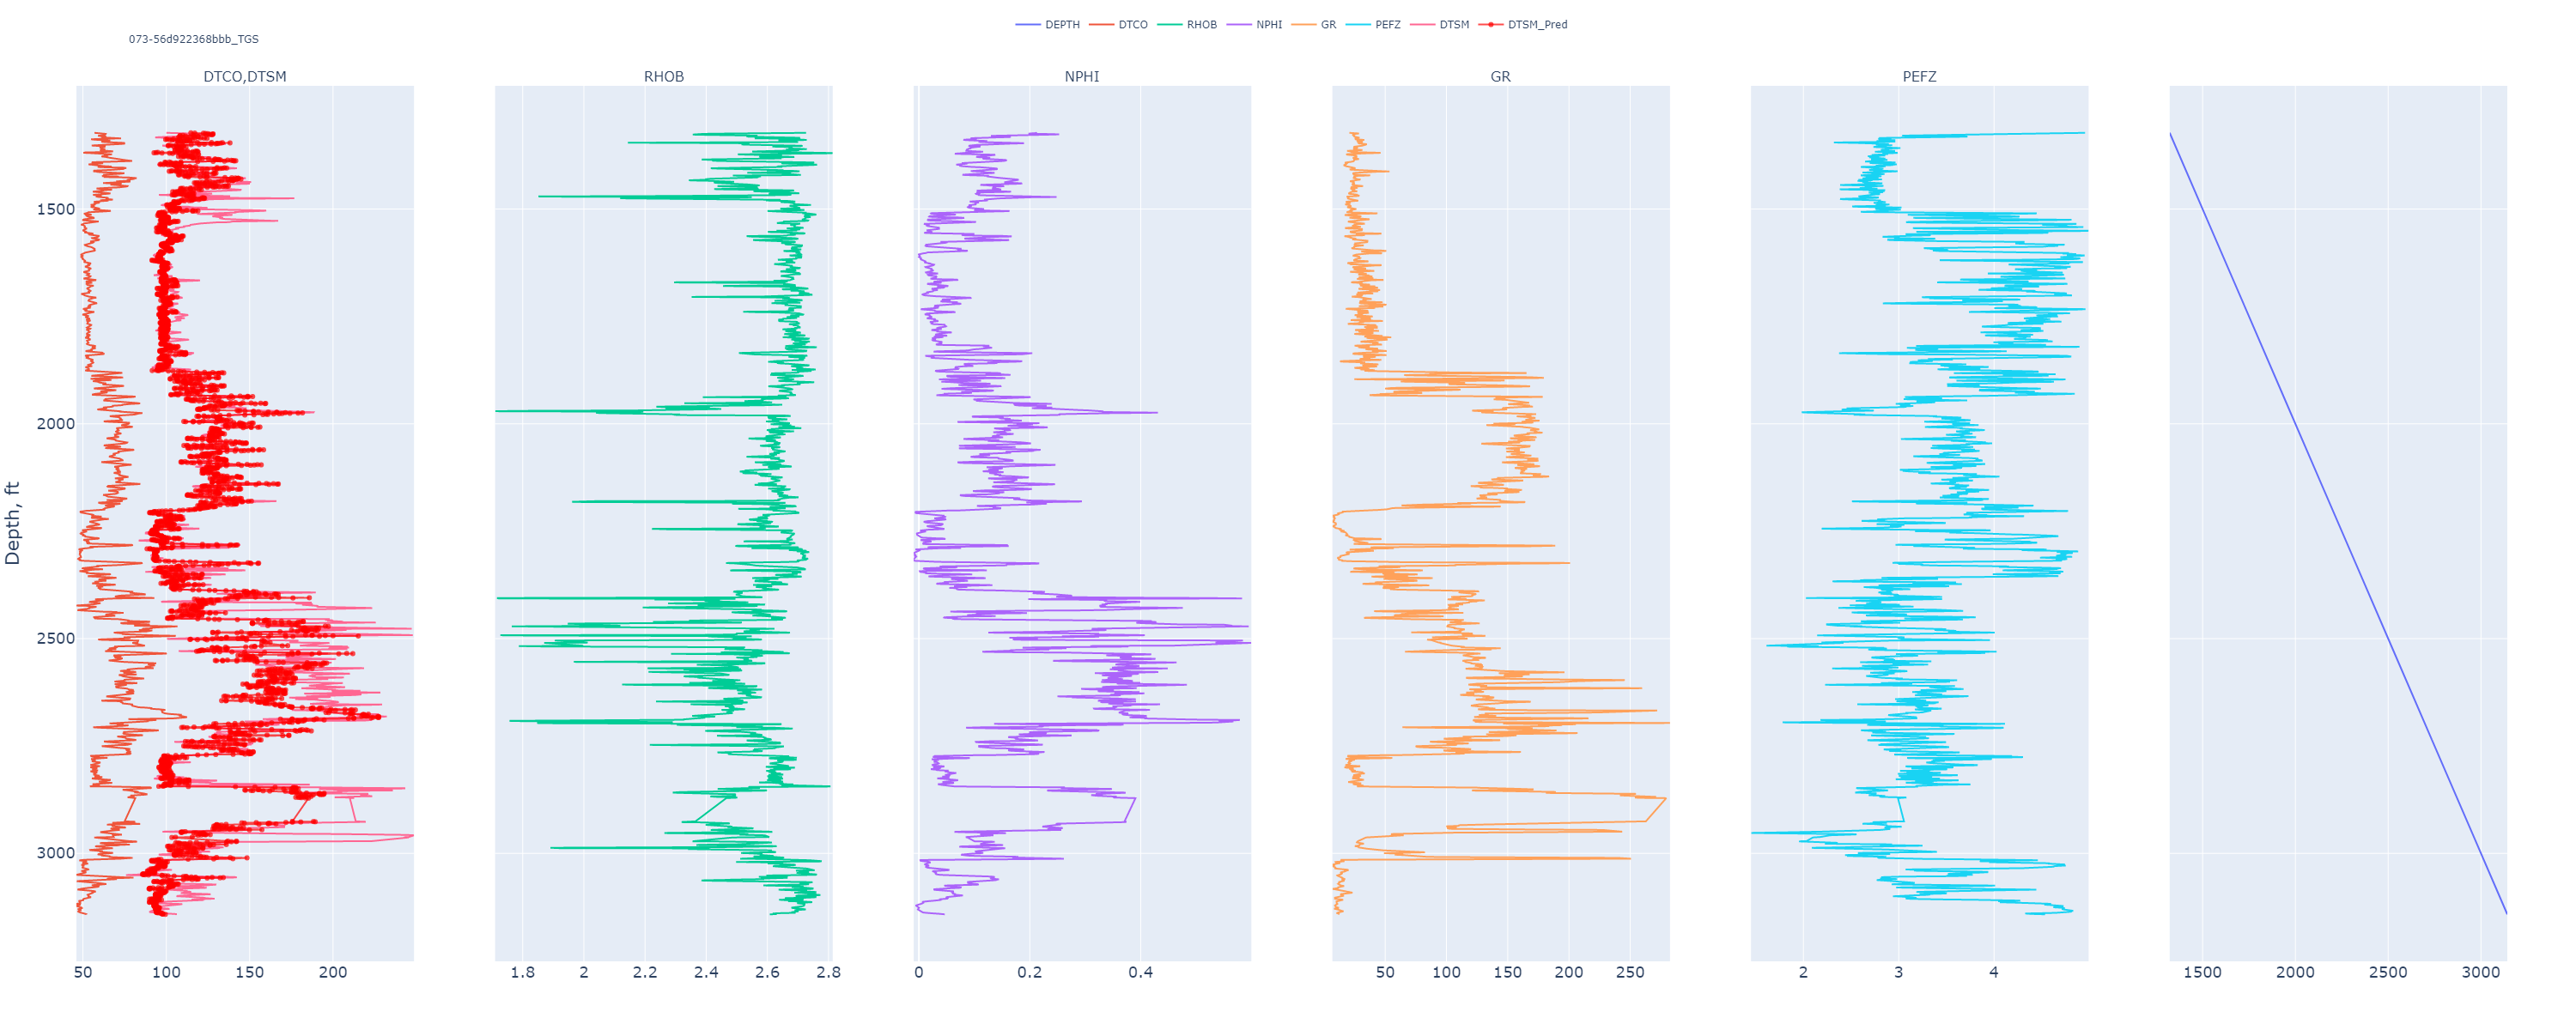 DEPTH DTCO RHOB NPHI GR PEFZ DTSM DTSM_Pred
073-56d922368bbb_TGS
DTCO,DTSM RHOB NPHI GR PEFZ
1500
2000
2500
3000
Depth, ft
50 100 150 200 1.8 2 2.2 2.4 2.6 2.8 0 0.2 0.4 50 100 150 200 250 2 3 4 1500 2000 2500 3000